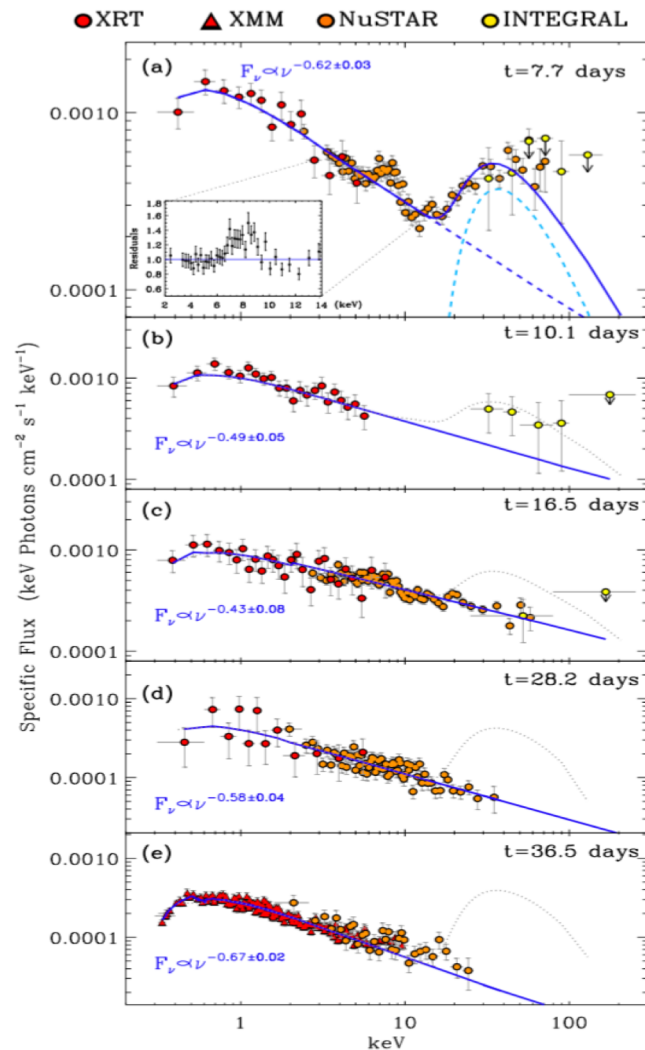 XRT XMM NuSTAR INTEGRAL
(a) Fν∝ν^−0.62±0.03 t=7.7 days
0.0010
0.0001
Residuals
1.8
1.6
1.4
1.2
1.0
0.8
0.6
2 4 6 8 10 12 14 (keV)
(b) t=10.1 days
0.0010
Fν∝ν^−0.49±0.05
0.0001
(c) t=16.5 days
0.0010
Fν∝ν^−0.43±0.08
0.0001
(d) t=28.2 days
0.0010
Fν∝ν^−0.58±0.04
0.0001
(e) t=36.5 days
0.0010
Fν∝ν^−0.67±0.02
0.0001
1 10 100
keV
Specific Flux (keV Photons cm⁻² s⁻¹ keV⁻¹)